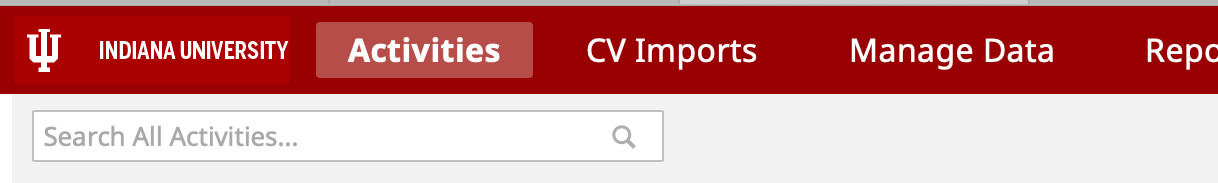 INDIANA UNIVERSITY Activities CV Imports Manage Data
Search All Activities...